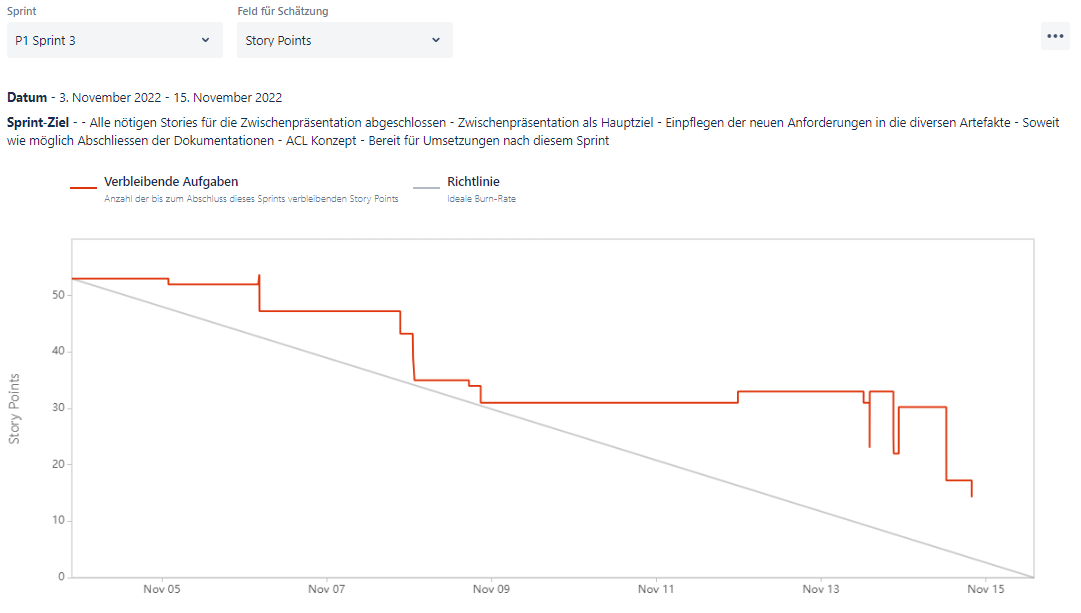 Sprint
Feld für Schätzung
P1 Sprint 3
Story Points
Datum - 3. November 2022 - 15. November 2022
Sprint-Ziel - - Alle nötigen Stories für die Zwischenpräsentation abgeschlossen - Zwischenpräsentation als Hauptziel - Einpflegen der neuen Anforderungen in die diversen Artefakte - Soweit
wie möglich Abschliessen der Dokumentationen - ACL Konzept - Bereit für Umsetzungen nach diesem Sprint
Verbleibende Aufgaben
Anzahl der bis zum Abschluss dieses Sprints verbleibenden Story Points
Richtlinie
Ideale Burn-Rate
Story Points
50
40
30
20
10
0
Nov 05
Nov 07
Nov 09
Nov 11
Nov 13
Nov 15